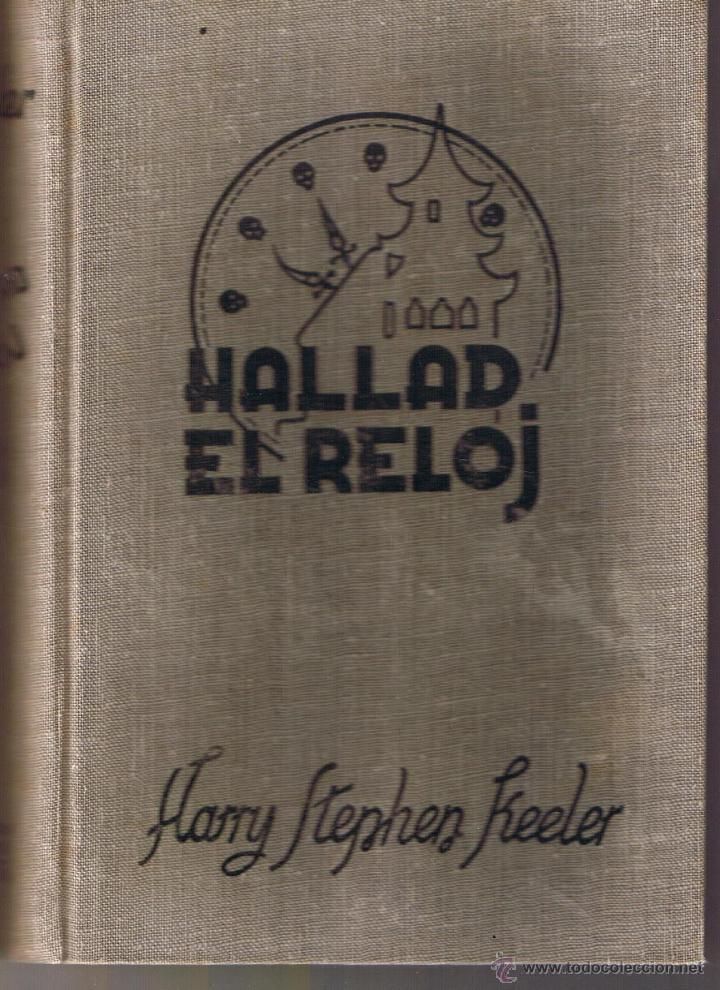 HALLAD
EL RELOj
Harry Stephen Keeler
www.todocoleccion.net